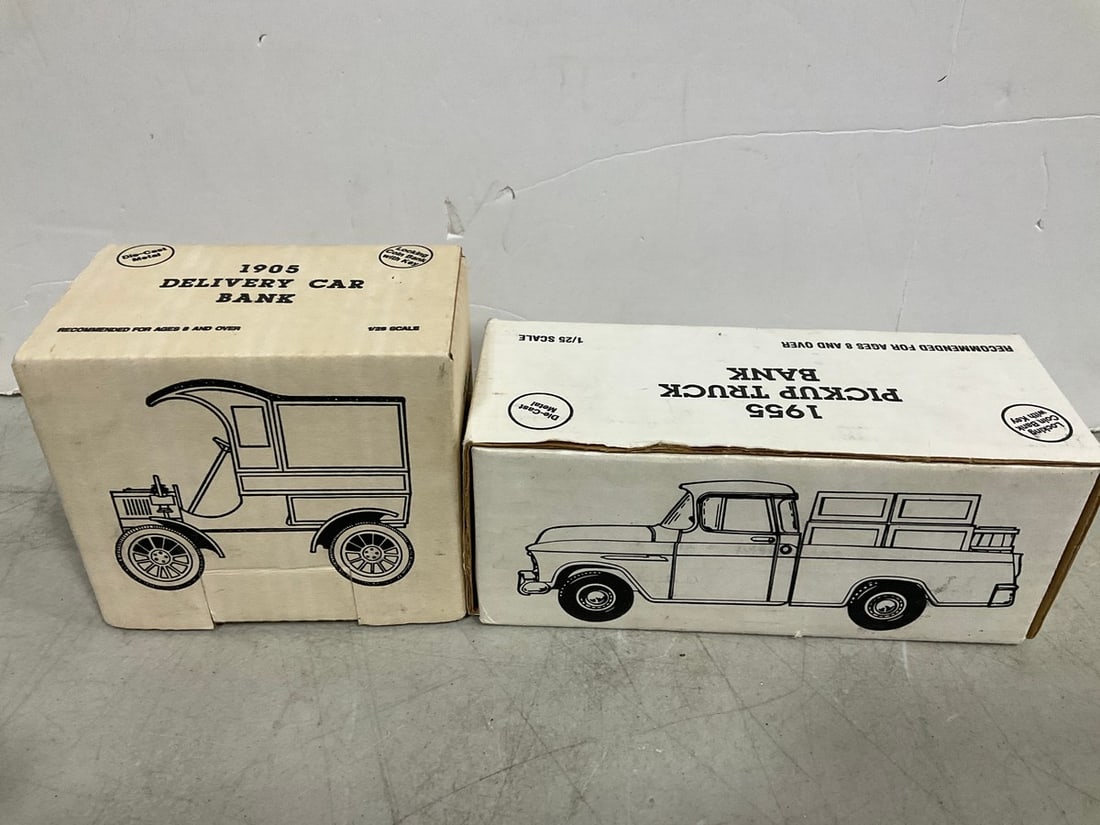 Die-Cast
Metal
1905
DELIVERY CAR
BANK
Locking
Coin Bank
with Key
RECOMMENDED FOR AGES 8 AND OVER
1/25 SCALE
1955
PICKUP TRUCK
BANK
Locking
Coin Bank
with Key
Die-Cast
Metal
RECOMMENDED FOR AGES 8 AND OVER
1/25 SCALE